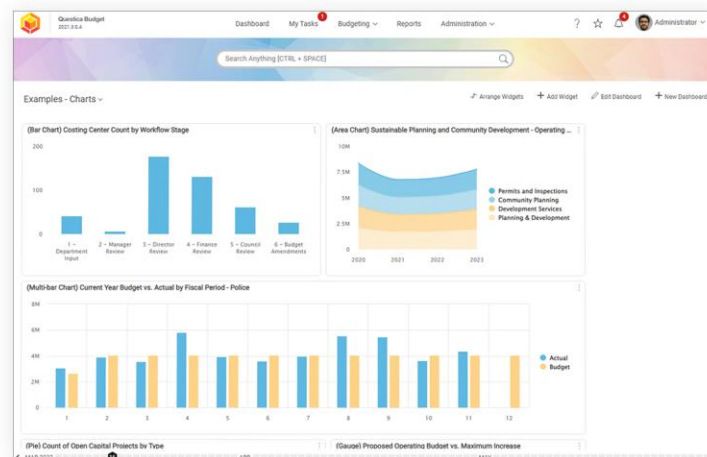 Questica Budget
2021.0.0.4
Dashboard
My Tasks
1
Budgeting
Reports
Administration
?
4
Administrator
Search Anything [CTRL + SPACE]
Examples - Charts
Arrange Widgets
+ Add Widget
Edit Dashboard
+ New Dashboard
(Bar Chart) Costing Center Count by Workflow Stage
200
100
0
1 - Department Input
2 - Manager Review
3 - Director Review
4 - Finance Review
5 - Council Review
6 - Budget Amendments
(Area Chart) Sustainable Planning and Community Development - Operating ...
10M
7.5M
5M
2.5M
0
2020
2021
2022
2023
Permits and Inspections
Community Planning
Development Services
Planning & Development
(Multi-bar Chart) Current Year Budget vs. Actual by Fiscal Period - Police
8M
6M
4M
2M
0
1
2
3
4
5
6
7
8
9
10
11
12
Actual
Budget
(Pie) Count of Open Capital Projects by Type
(Gauge) Proposed Operating Budget vs. Maximum Increase